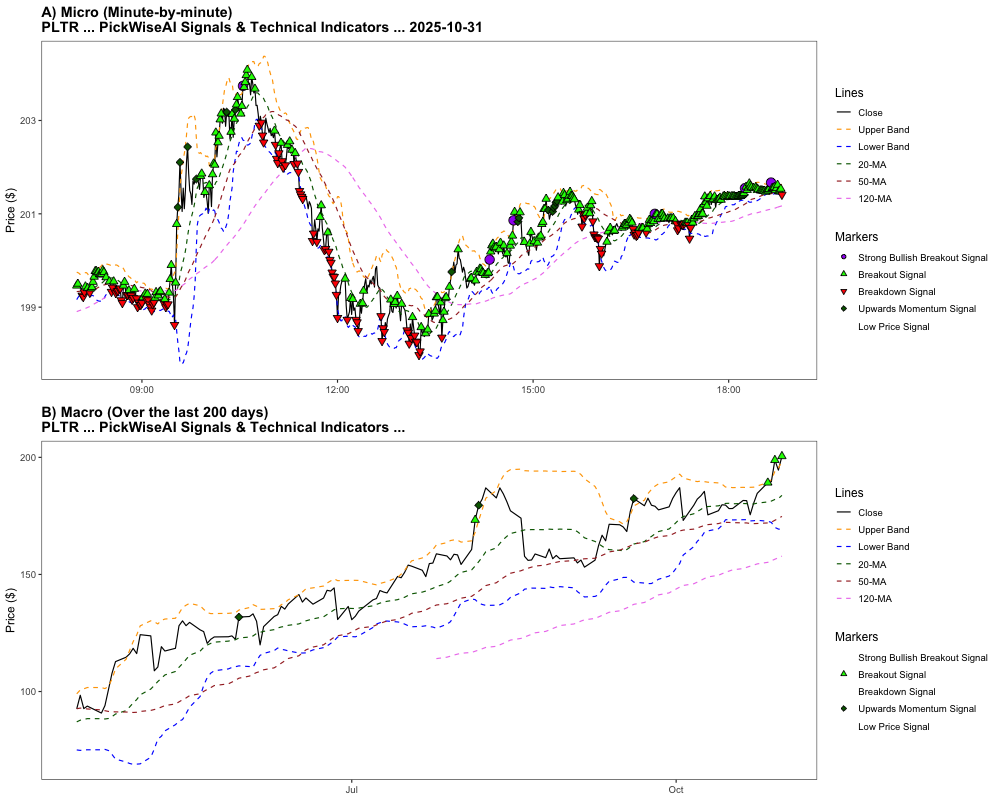 A) Micro (Minute-by-minute)
PLTR ... PickWiseAI Signals & Technical Indicators ... 2025-10-31
Price ($)
203
201
199
09:00
12:00
15:00
18:00
Lines
Close
Upper Band
Lower Band
20-MA
50-MA
120-MA
Markers
Strong Bullish Breakout Signal
Breakout Signal
Breakdown Signal
Upwards Momentum Signal
Low Price Signal
B) Macro (Over the last 200 days)
PLTR ... PickWiseAI Signals & Technical Indicators ...
Price ($)
200
150
100
Jul
Oct
Lines
Close
Upper Band
Lower Band
20-MA
50-MA
120-MA
Markers
Strong Bullish Breakout Signal
Breakout Signal
Breakdown Signal
Upwards Momentum Signal
Low Price Signal